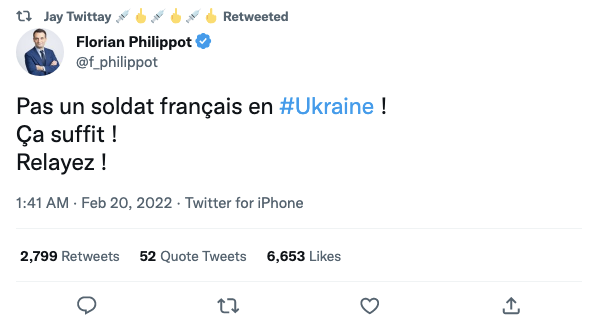 Jay Twittay 💉🖕💉🖕💉🖕 Retweeted
Florian Philippot
@f_philippot
Pas un soldat français en #Ukraine !
Ça suffit !
Relayez !
1:41 AM · Feb 20, 2022 · Twitter for iPhone
2,799 Retweets 52 Quote Tweets 6,653 Likes